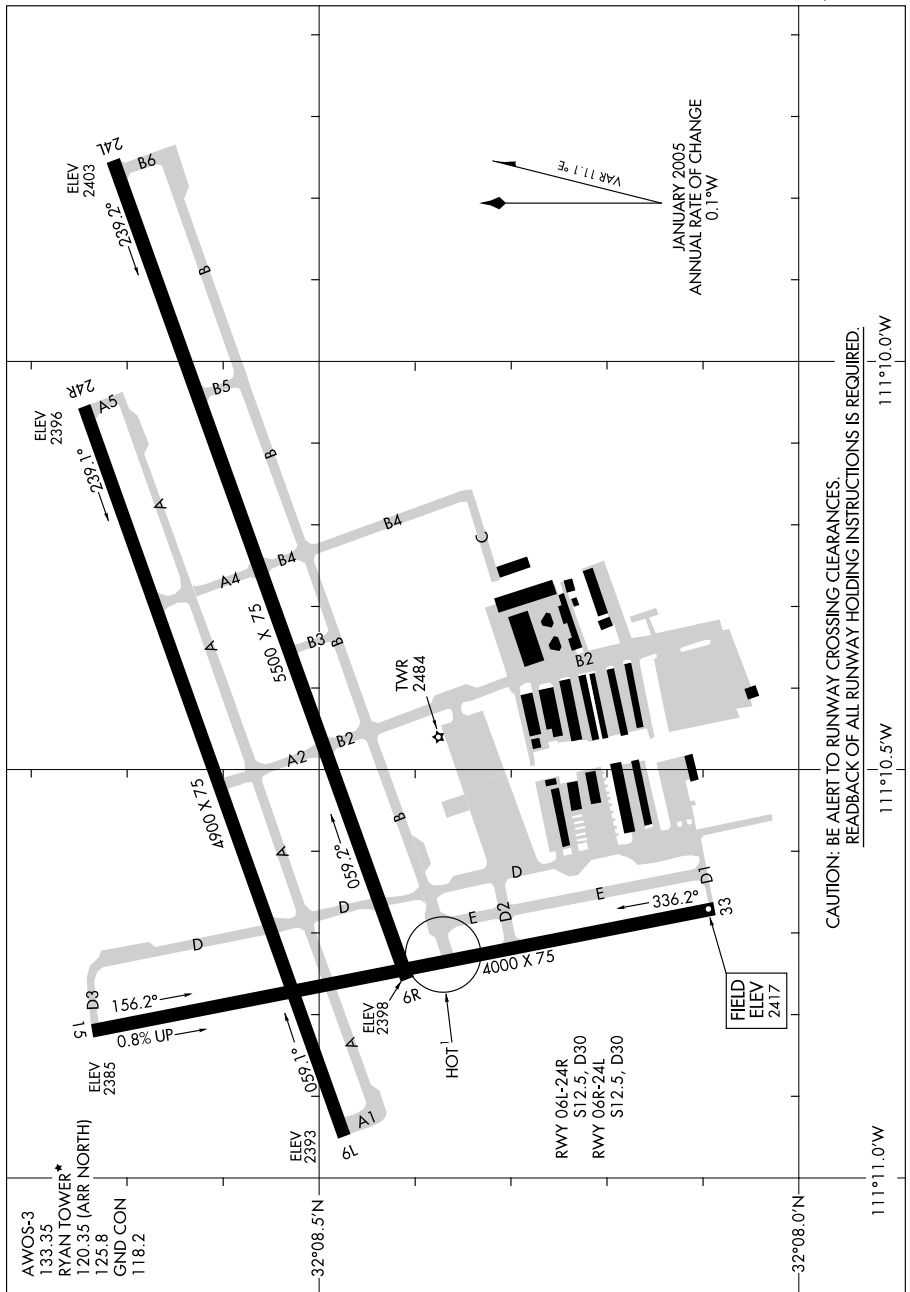 AWOS-3
133.35
RYAN TOWER★
120.35 (ARR NORTH)
125.8
GND CON
118.2
ELEV
2385
15
D3
156.2°
0.8% UP
D
ELEV
2396
24R
A5
239.1°
A
ELEV
2403
24L
B6
239.2°
B
B5
B
A4
B4
B4
C
A
B3
B
5500 X 75
4900 X 75
A2
B2
B
A
D
059.2°
059.1°
A
A1
ELEV
2393
6L
ELEV
2398
6R
HOT1
E
D2
D
E
D1
336.2°
33
4000 X 75
FIELD
ELEV
2417
TWR
2484
B2
VAR 11.1°E
JANUARY 2005
ANNUAL RATE OF CHANGE
0.1°W
RWY 06L-24R
S12.5, D30
RWY 06R-24L
S12.5, D30
CAUTION: BE ALERT TO RUNWAY CROSSING CLEARANCES.
READBACK OF ALL RUNWAY HOLDING INSTRUCTIONS IS REQUIRED.
32°08.5'N
32°08.0'N
111°11.0'W
111°10.5'W
111°10.0'W